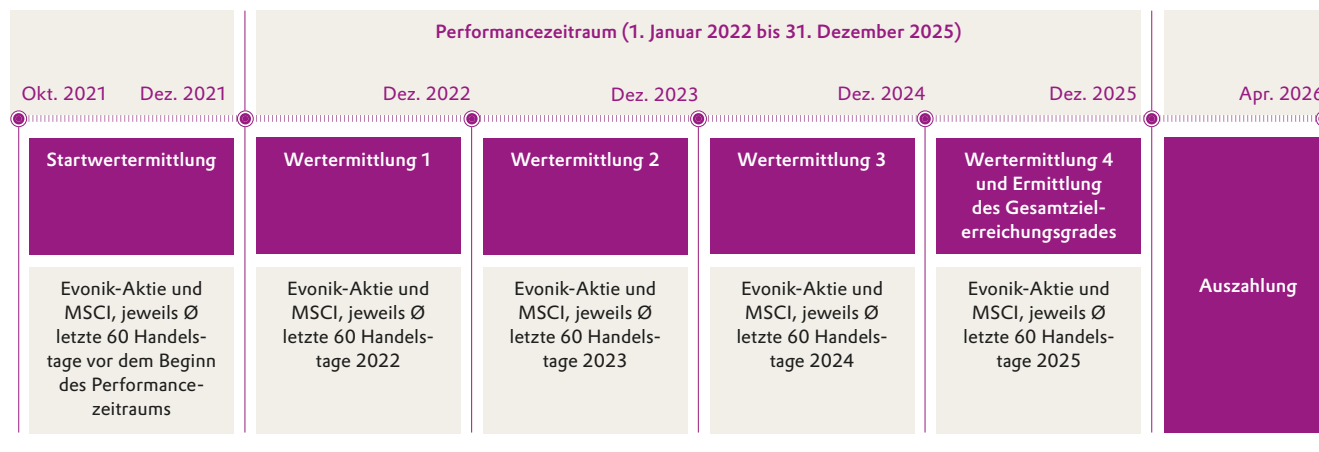 Performancezeitraum (1. Januar 2022 bis 31. Dezember 2025)
Okt. 2021
Dez. 2021
Dez. 2022
Dez. 2023
Dez. 2024
Dez. 2025
Apr. 2026
Startwertermittlung
Wertermittlung 1
Wertermittlung 2
Wertermittlung 3
Wertermittlung 4
und Ermittlung
des Gesamtziel-
erreichungsgrades
Evonik-Aktie und
MSCI, jeweils Ø
letzte 60 Handels-
tage vor dem Beginn
des Performance-
zeitraums
Evonik-Aktie und
MSCI, jeweils Ø
letzte 60 Handels-
tage 2022
Evonik-Aktie und
MSCI, jeweils Ø
letzte 60 Handels-
tage 2023
Evonik-Aktie und
MSCI, jeweils Ø
letzte 60 Handels-
tage 2024
Evonik-Aktie und
MSCI, jeweils Ø
letzte 60 Handels-
tage 2025
Auszahlung